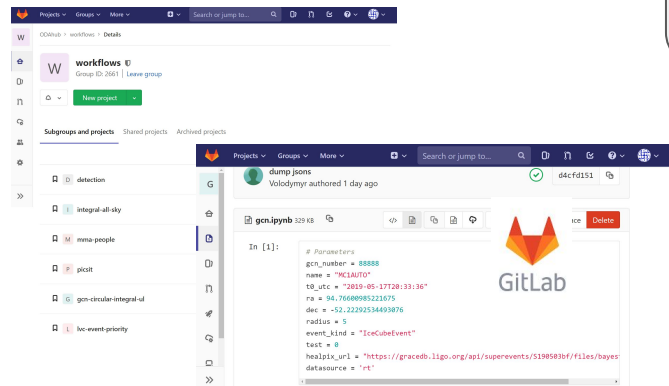 Projects Groups More Search or jump to...
W ODAhub > workflows > Details
W workflows
Group ID: 2661 | Leave group
New project
Subgroups and projects Shared projects Archived projects
D detection
I integral-all-sky
M mma-people
P picsit
G gcn-circular-integral-ul
L lvc-event-priority
Projects Groups More Search or jump to...
G dump jsons
Volodymyr authored 1 day ago d4cfd151
gcn.ipynb 329 KB Delete
In [1]: # Parameters
gcn_number = 88888
name = "MC1AUTO"
t0_utc = "2019-05-17T20:33:36"
ra = 94.76600985221675
dec = -52.22292534493076
radius = 5
event_kind = "IceCubeEvent"
test = 0
healpix_url = "https://gracedb.ligo.org/api/superevents/S190503bf/files/bayes
datasource = 'rt'
GitLab